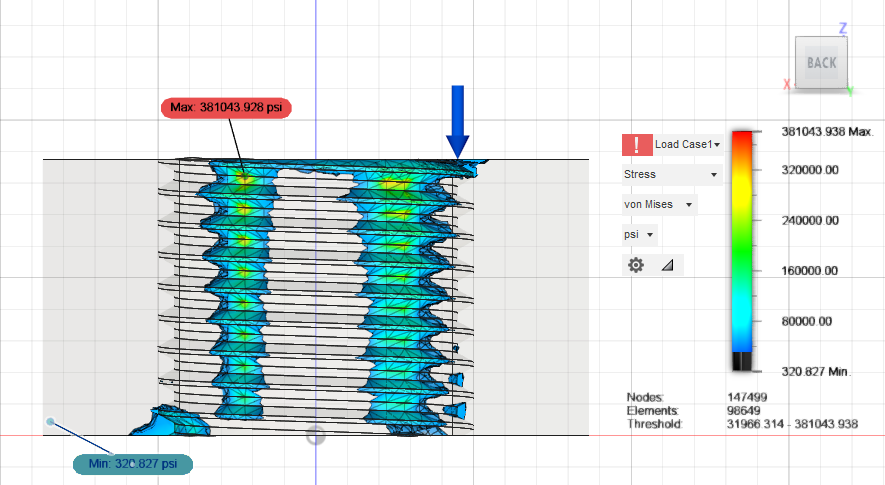 Z
BACK
X
Y
Max: 381043.928 psi
! Load Case1
Stress
von Mises
psi
381043.938 Max.
320000.00
240000.00
160000.00
80000.00
320.827 Min.
Nodes: 147499
Elements: 98649
Threshold: 31966.314 - 381043.938
Min: 320.827 psi